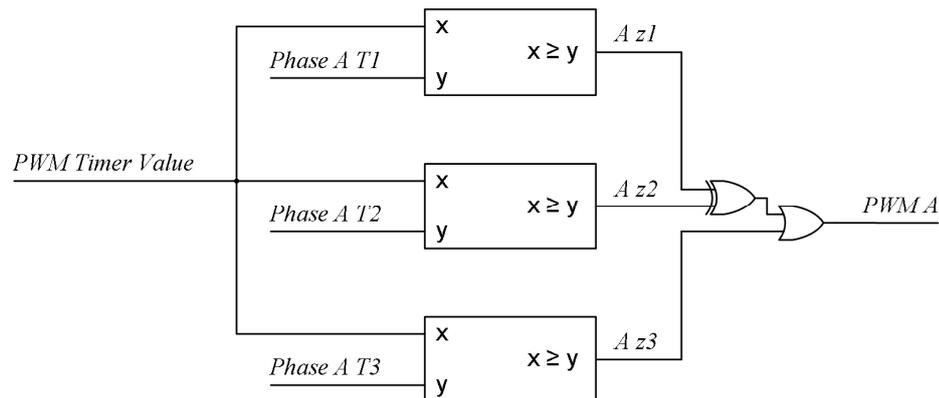 x
A z1
Phase A T1
x ≥ y
y
PWM Timer Value
x
A z2
x ≥ y
PWM A
Phase A T2
y
x
A z3
x ≥ y
Phase A T3
y